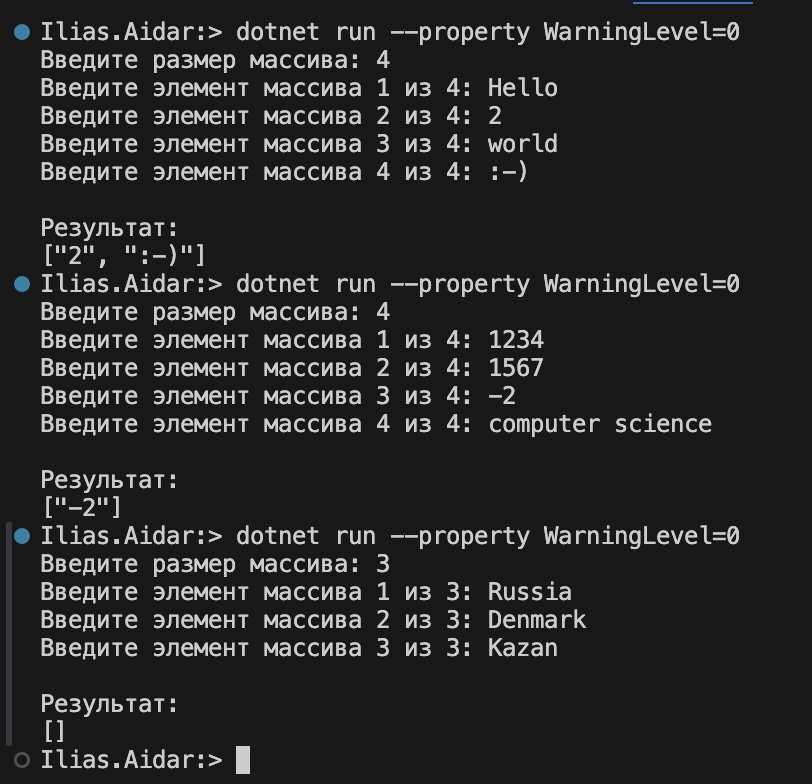 Ilias.Aidar:> dotnet run --property WarningLevel=0
Введите размер массива: 4
Введите элемент массива 1 из 4: Hello
Введите элемент массива 2 из 4: 2
Введите элемент массива 3 из 4: world
Введите элемент массива 4 из 4: :-)
Результат:
["2", ":-)"]
Ilias.Aidar:> dotnet run --property WarningLevel=0
Введите размер массива: 4
Введите элемент массива 1 из 4: 1234
Введите элемент массива 2 из 4: 1567
Введите элемент массива 3 из 4: -2
Введите элемент массива 4 из 4: computer science
Результат:
["-2"]
Ilias.Aidar:> dotnet run --property WarningLevel=0
Введите размер массива: 3
Введите элемент массива 1 из 3: Russia
Введите элемент массива 2 из 3: Denmark
Введите элемент массива 3 из 3: Kazan
Результат:
[]
Ilias.Aidar:>